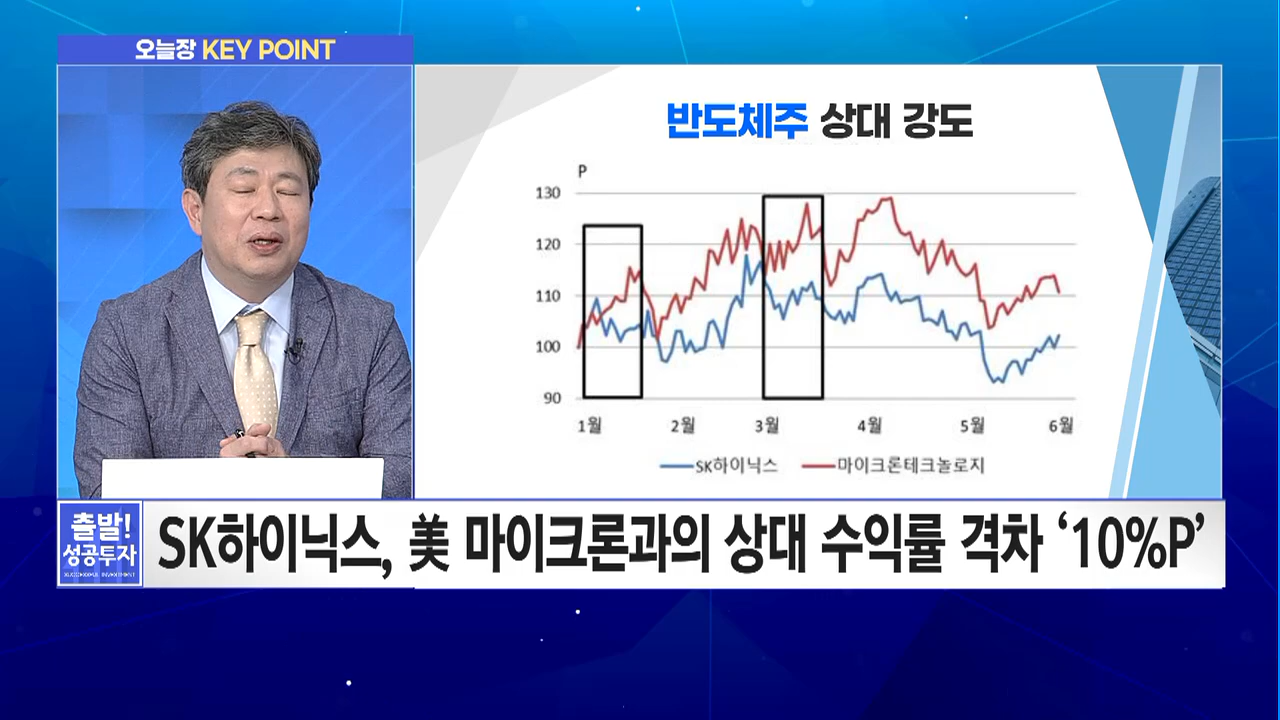 오늘장 KEY POINT
반도체주 상대 강도
P
130
120
110
100
90
1월 2월 3월 4월 5월 6월
SK하이닉스 마이크론테크놀로지
출발!
성공투자
SUCCESSFUL INVESTMENT
SK하이닉스, 美 마이크론과의 상대 수익률 격차 ‘10%P’